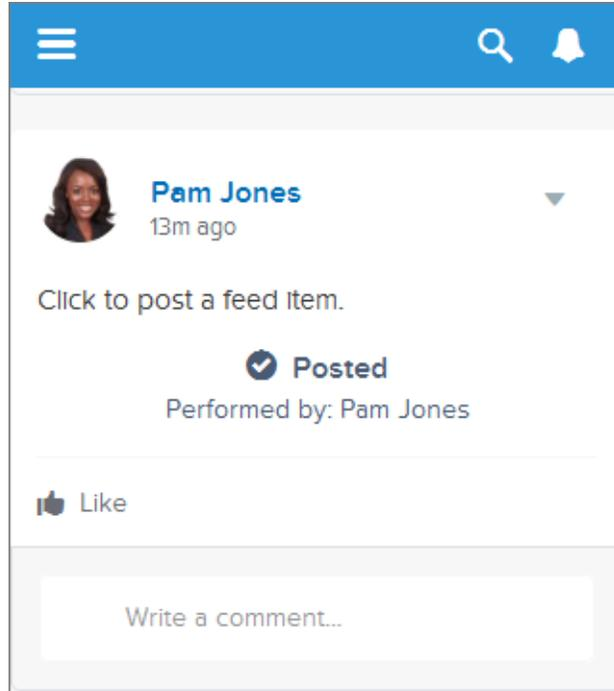 Pam Jones
13m ago
Click to post a feed item.
Posted
Performed by: Pam Jones
Like
Write a comment...